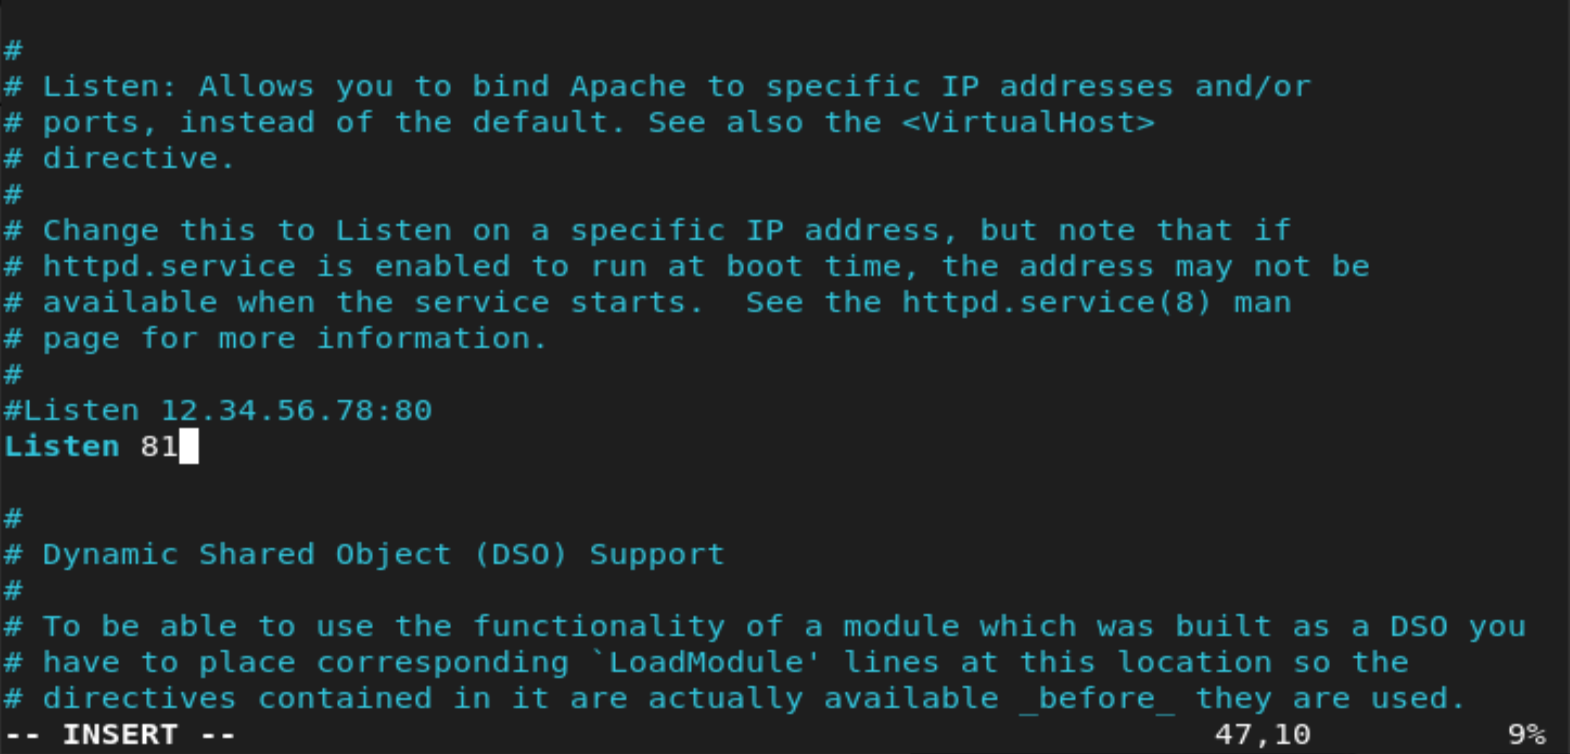 #
# Listen: Allows you to bind Apache to specific IP addresses and/or
# ports, instead of the default. See also the <VirtualHost>
# directive.
#
# Change this to Listen on a specific IP address, but note that if
# httpd.service is enabled to run at boot time, the address may not be
# available when the service starts.  See the httpd.service(8) man
# page for more information.
#
#Listen 12.34.56.78:80
Listen 81
#
# Dynamic Shared Object (DSO) Support
#
# To be able to use the functionality of a module which was built as a DSO you
# have to place corresponding `LoadModule' lines at this location so the
# directives contained in it are actually available _before_ they are used.
-- INSERT -- 47,10 9%